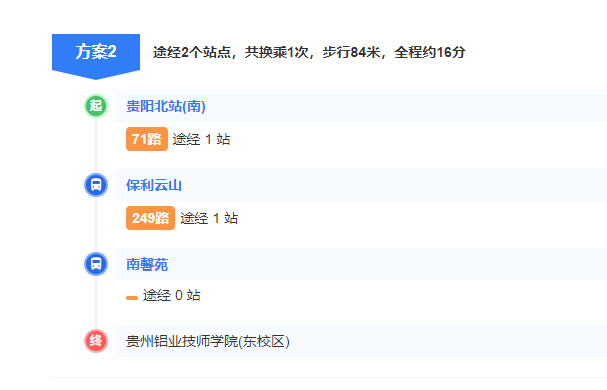 方案2 途经2个站点，共换乘1次，步行84米，全程约16分
起 贵阳北站(南)
71路 途经 1 站
保利云山
249路 途经 1 站
南馨苑
途经 0 站
终 贵州铝业技师学院(东校区)